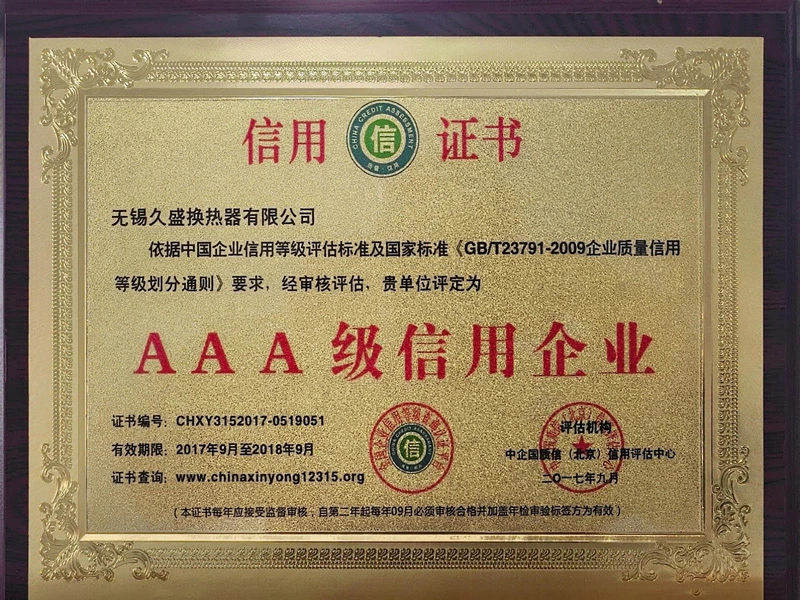 信用 证书
CHINA CREDIT ASSESSMENT
信
无锡久盛换热器有限公司
依据中国企业信用等级评估标准及国家标准《GB/T23791-2009企业质量信用
等级划分通则》要求，经审核评估，贵单位评定为
AAA级信用企业
证书编号：CHXY3152017-0519051
有效期限：2017年9月至2018年9月
证书查询：www.chinaxinyong12315.org
信
评估机构
中企国质信（北京）信用评估中心
二〇一七年九月
（本证书每年应接受监督审核，自第二年起每年09月必须审核合格并加盖年检审验标签方为有效）